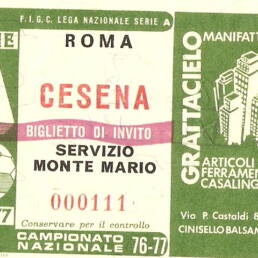 F.I.G.C. LEGA NAZIONALE SERIE A
ROMA
CESENA
BIGLIETTO DI INVITO
SERVIZIO
MONTE MARIO
000111
Conservare per il controllo
CAMPIONATO
NAZIONALE 76-77
MANIFATT
GRATTACIELO
ARTICOLI
FERRAMEN
CASALING
Via P. Castaldi 8
CINISELLO BALSAM